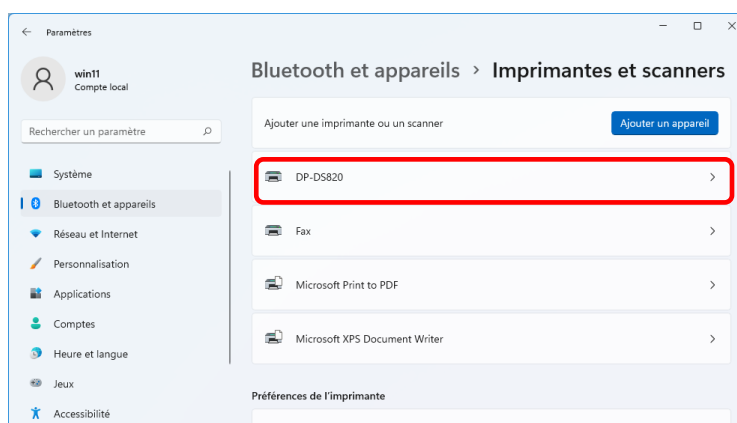 Paramètres
win11
Compte local
Rechercher un paramètre
Système
Bluetooth et appareils
Réseau et Internet
Personnalisation
Applications
Comptes
Heure et langue
Jeux
Accessibilité
Bluetooth et appareils > Imprimantes et scanners
Ajouter une imprimante ou un scanner
Ajouter un appareil
DP-DS820
Fax
Microsoft Print to PDF
Microsoft XPS Document Writer
Préférences de l'imprimante